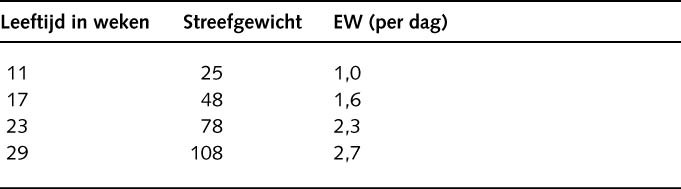 Leeftijd in weken Streefgewicht EW (per dag)
11 25 1,0
17 48 1,6
23 78 2,3
29 108 2,7